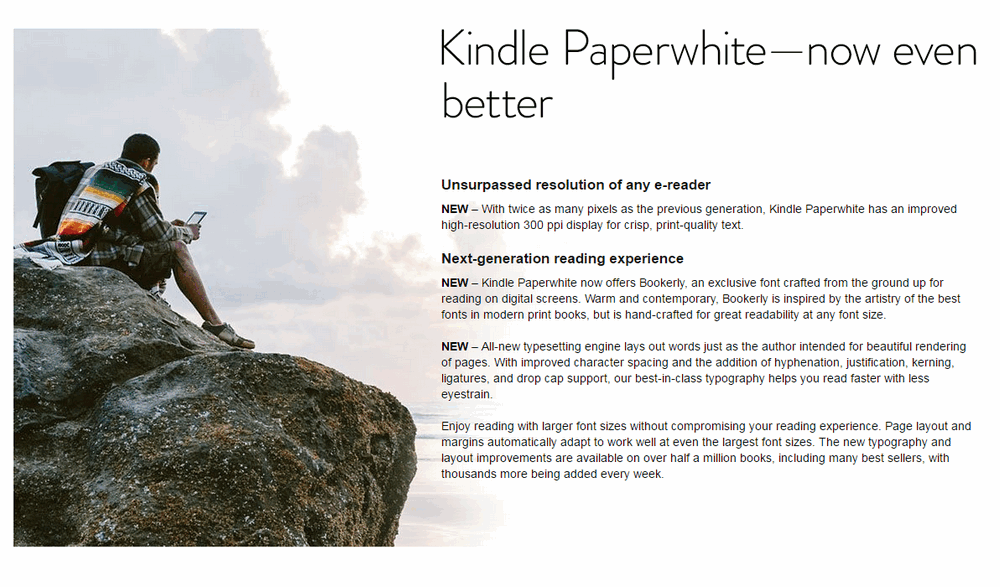 Kindle Paperwhite—now even
better
Unsurpassed resolution of any e-reader
NEW – With twice as many pixels as the previous generation, Kindle Paperwhite has an improved
high-resolution 300 ppi display for crisp, print-quality text.
Next-generation reading experience
NEW – Kindle Paperwhite now offers Bookerly, an exclusive font crafted from the ground up for
reading on digital screens. Warm and contemporary, Bookerly is inspired by the artistry of the best
fonts in modern print books, but is hand-crafted for great readability at any font size.
NEW – All-new typesetting engine lays out words just as the author intended for beautiful rendering
of pages. With improved character spacing and the addition of hyphenation, justification, kerning,
ligatures, and drop cap support, our best-in-class typography helps you read faster with less
eyestrain.
Enjoy reading with larger font sizes without compromising your reading experience. Page layout and
margins automatically adapt to work well at even the largest font sizes. The new typography and
layout improvements are available on over half a million books, including many best sellers, with
thousands more being added every week.